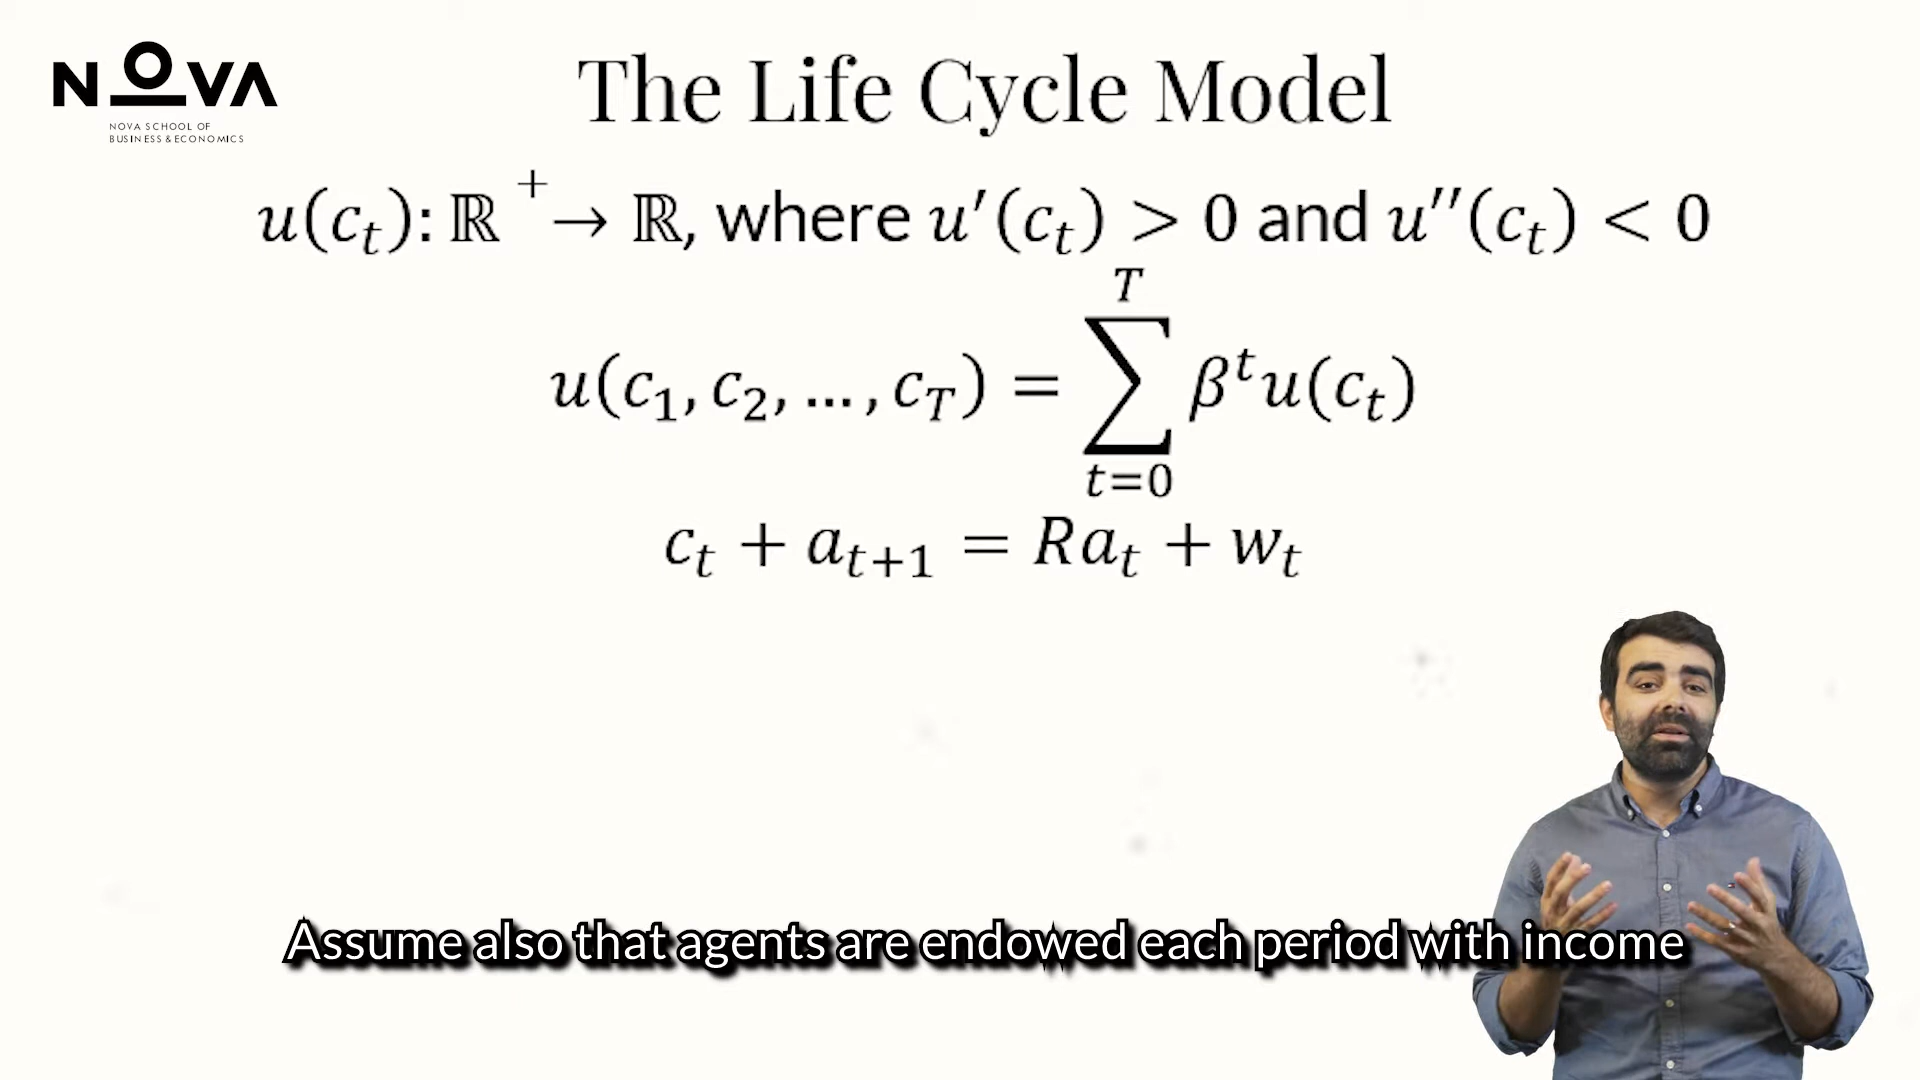 NOVA
NOVA SCHOOL OF
BUSINESS & ECONOMICS
The Life Cycle Model
u(c_t): ℝ^+ → ℝ, where u′(c_t) > 0 and u′′(c_t) < 0
u(c_1, c_2, … , c_T) = ∑_{t=0}^{T} β^t u(c_t)
c_t + a_{t+1} = Ra_t + w_t
Assume also that agents are endowed each period with income